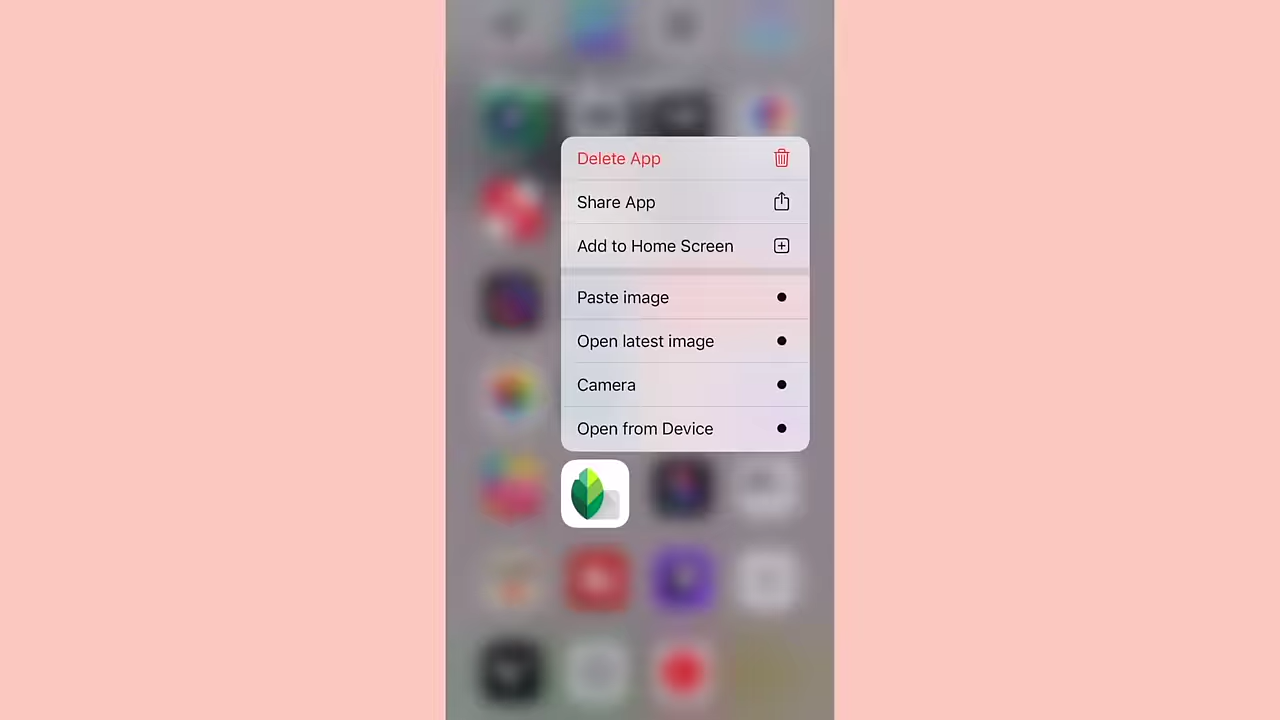 Delete App
Share App
Add to Home Screen
Paste image
Open latest image
Camera
Open from Device